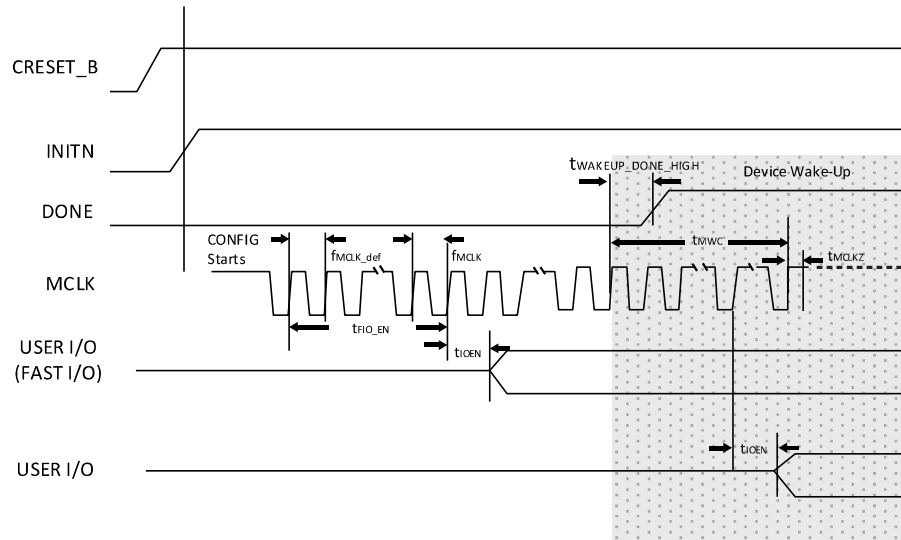 CRESET_B
INITN
tWAKEUP_DONE_HIGH
Device Wake-Up
DONE
CONFIG
Starts
fMCLK_def
fMCLK
tMWC
tMCLKZ
MCLK
tFIO_EN
USER I/O
(FAST I/O)
tIOEN
USER I/O
tIOEN